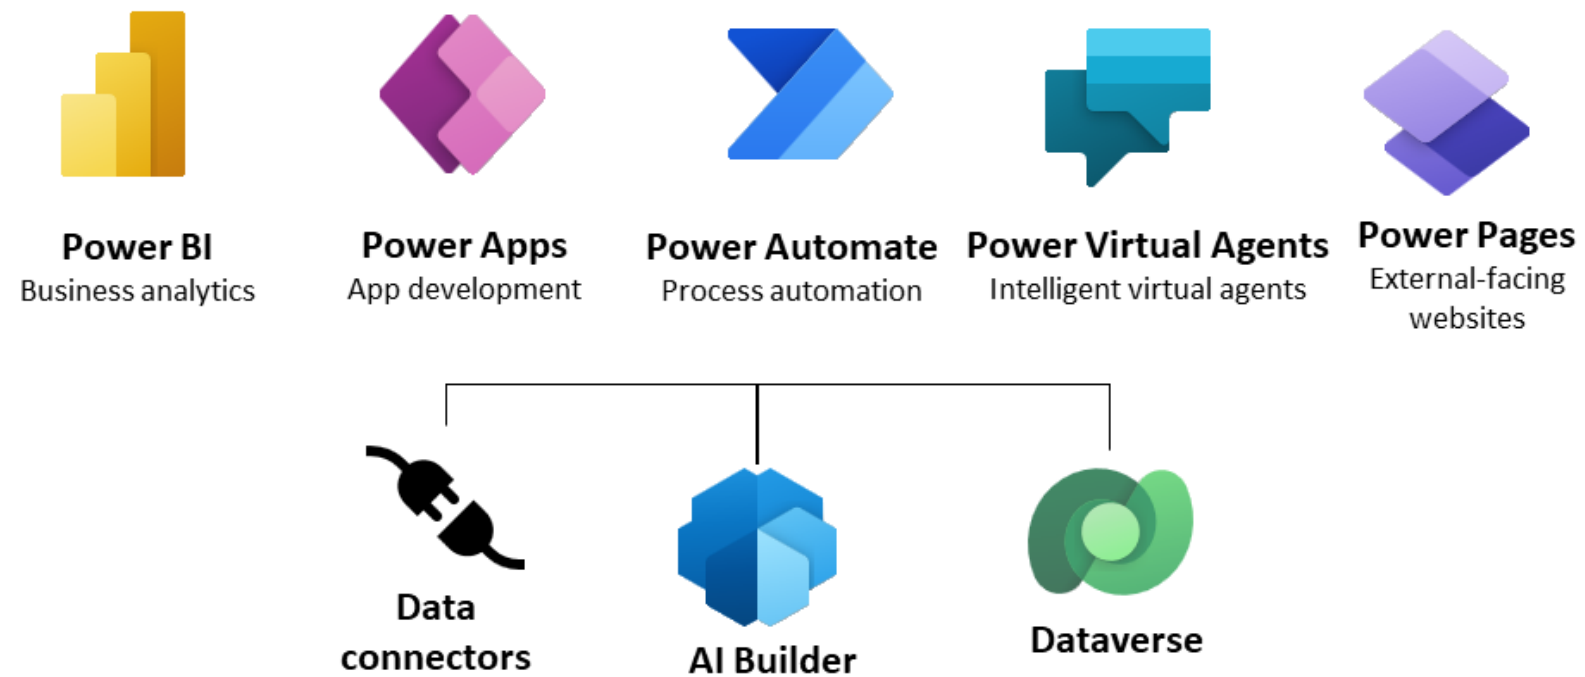 Power BI
Business analytics
Power Apps
App development
Power Automate
Process automation
Power Virtual Agents
Intelligent virtual agents
Power Pages
External-facing
websites
Data
connectors
AI Builder
Dataverse